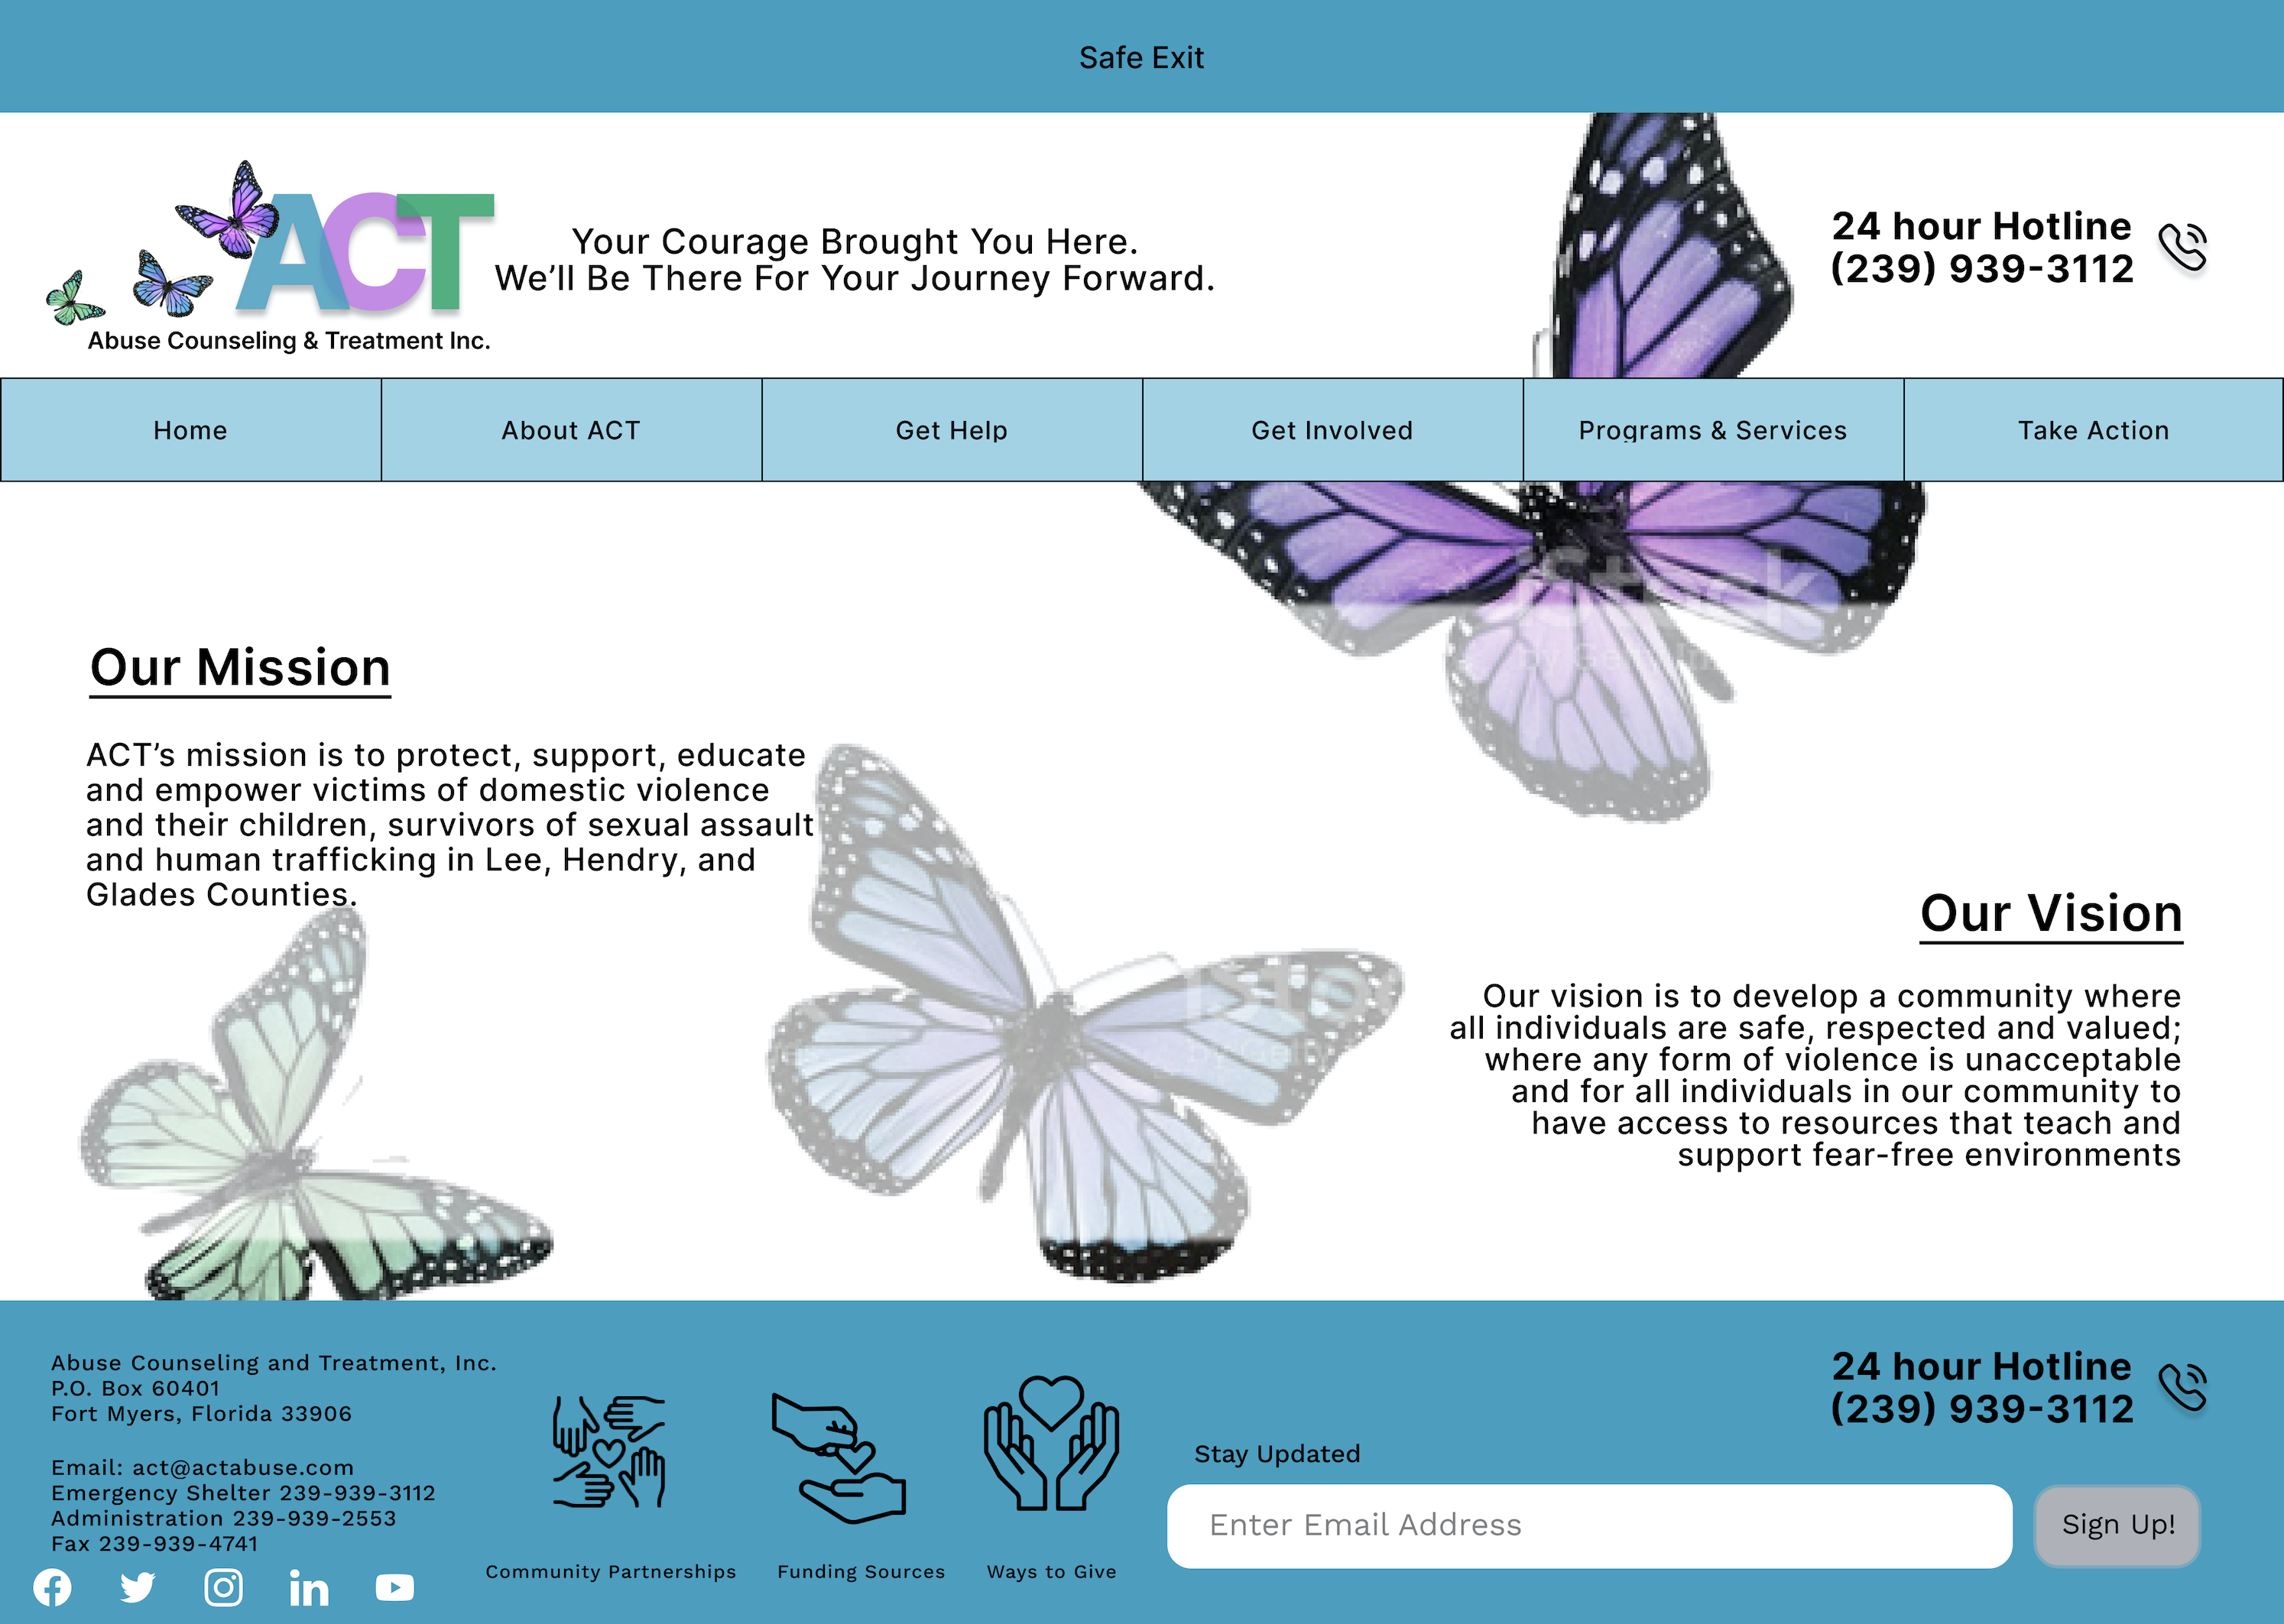 Safe Exit
ACT
Abuse Counseling & Treatment Inc.
Your Courage Brought You Here.
We’ll Be There For Your Journey Forward.
24 hour Hotline
(239) 939-3112
Home
About ACT
Get Help
Get Involved
Programs & Services
Take Action
iStock
Our Mission
ACT’s mission is to protect, support, educate
and empower victims of domestic violence
and their children, survivors of sexual assault
and human trafficking in Lee, Hendry, and
Glades Counties.
Our Vision
Our vision is to develop a community where
all individuals are safe, respected and valued;
where any form of violence is unacceptable
and for all individuals in our community to
have access to resources that teach and
support fear-free environments
Abuse Counseling and Treatment, Inc.
P.O. Box 60401
Fort Myers, Florida 33906
Email: act@actabuse.com
Emergency Shelter 239-939-3112
Administration 239-939-2553
Fax 239-939-4741
Community Partnerships
Funding Sources
Ways to Give
Stay Updated
Enter Email Address
Sign Up!
24 hour Hotline
(239) 939-3112